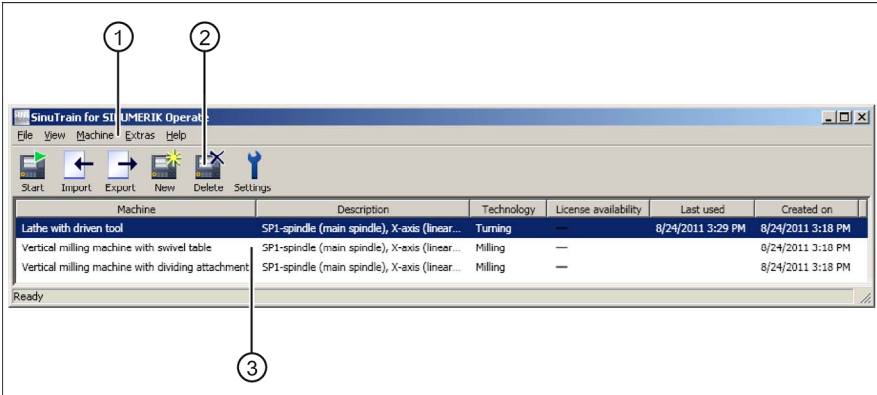 1
2
SinuTrain for SINUMERIK Operate
File View Machine Extras Help
Start Import Export New Delete Settings
Machine Description Technology License availability Last used Created on
Lathe with driven tool SP1-spindle (main spindle), X-axis (linear... Turning — 8/24/2011 3:29 PM 8/24/2011 3:18 PM
Vertical milling machine with swivel table SP1-spindle (main spindle), X-axis (linear... Milling — 8/24/2011 3:18 PM
Vertical milling machine with dividing attachment SP1-spindle (main spindle), X-axis (linear... Milling — 8/24/2011 3:18 PM
Ready
3